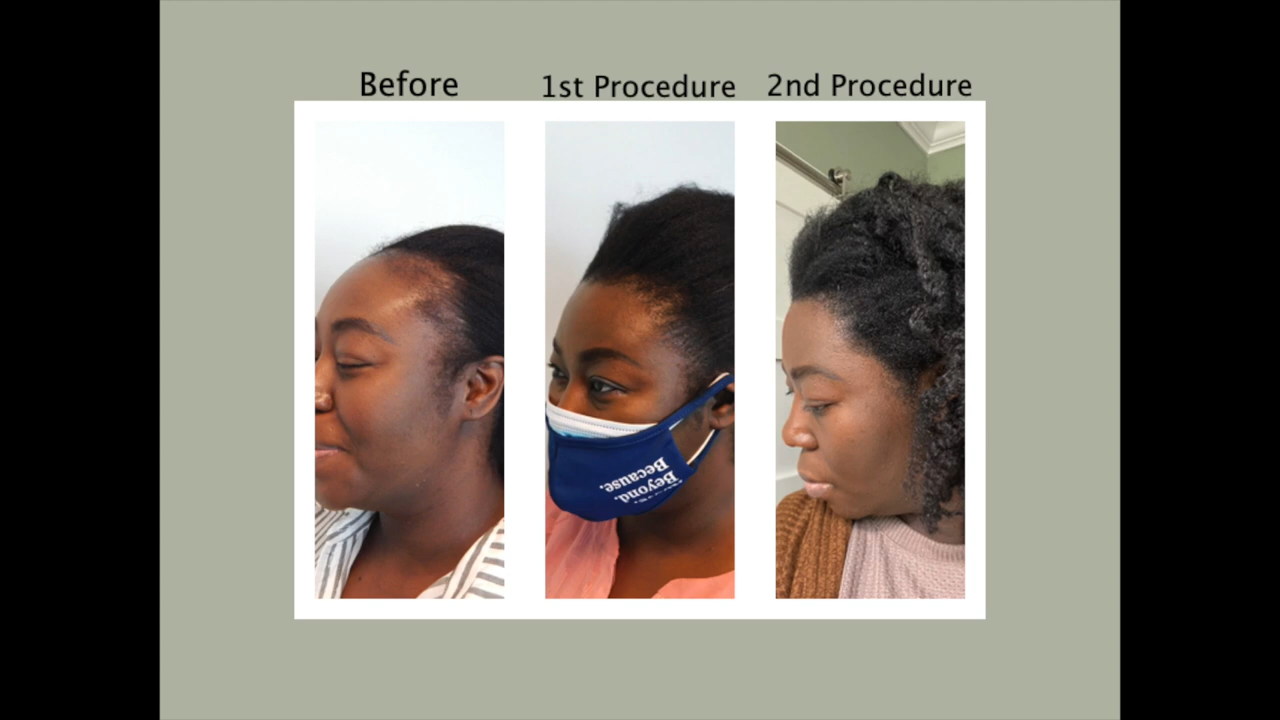 Before
1st Procedure
2nd Procedure
Because.
Beyond.